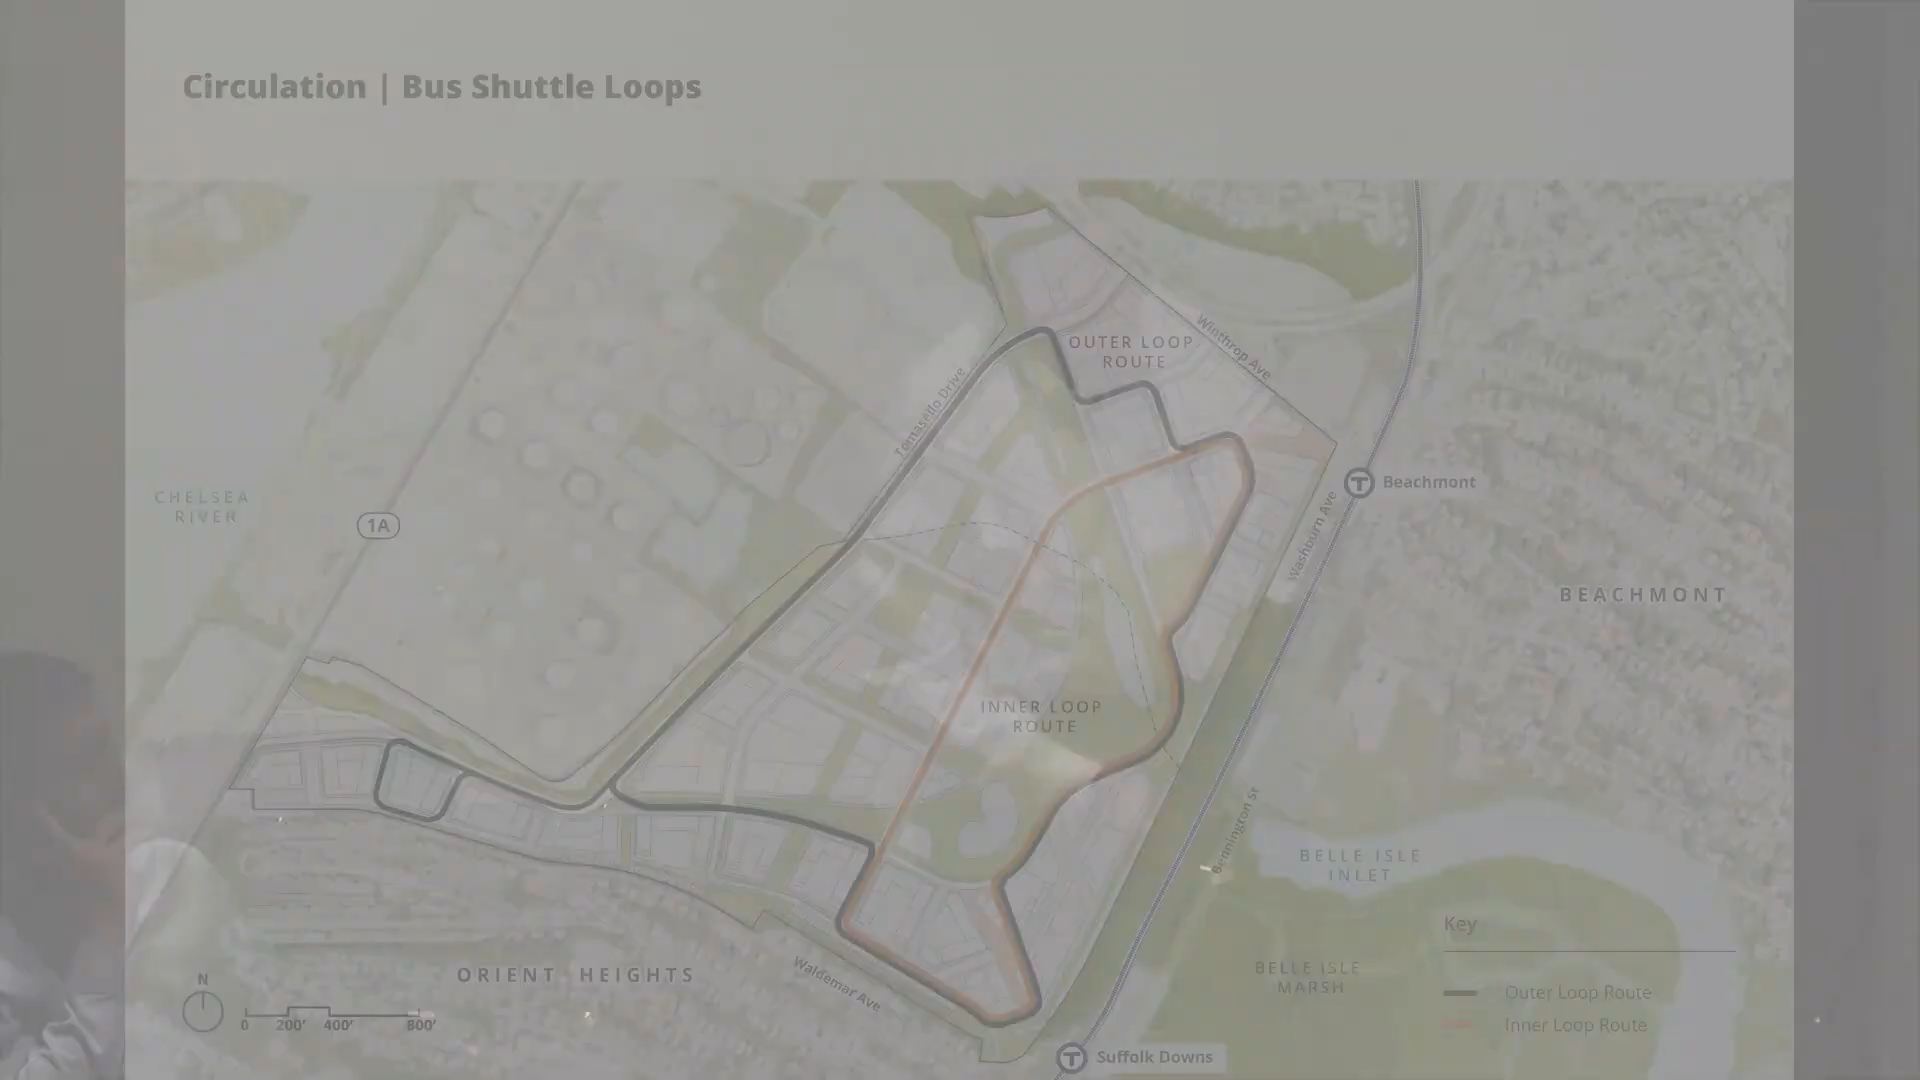 Circulation | Bus Shuttle Loops
OUTER LOOP
ROUTE
Winthrop Ave
Tomasello Drive
T Beachmont
CHELSEA
RIVER
1A
Washburn Ave
BEACHMONT
INNER LOOP
ROUTE
Bennington St
BELLE ISLE
INLET
Key
ORIENT HEIGHTS
Waldemar Ave
BELLE ISLE
MARSH
N
0 200' 400' 800'
Outer Loop Route
Inner Loop Route
T Suffolk Downs